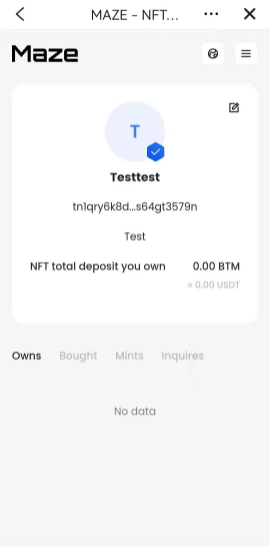 MAZE - NFT...
Maze
T
Testtest
tn1qry6k8d...s64gt3579n
Test
NFT total deposit you own 0.00 BTM
≈ 0.00 USDT
Owns Bought Mints Inquires
No data